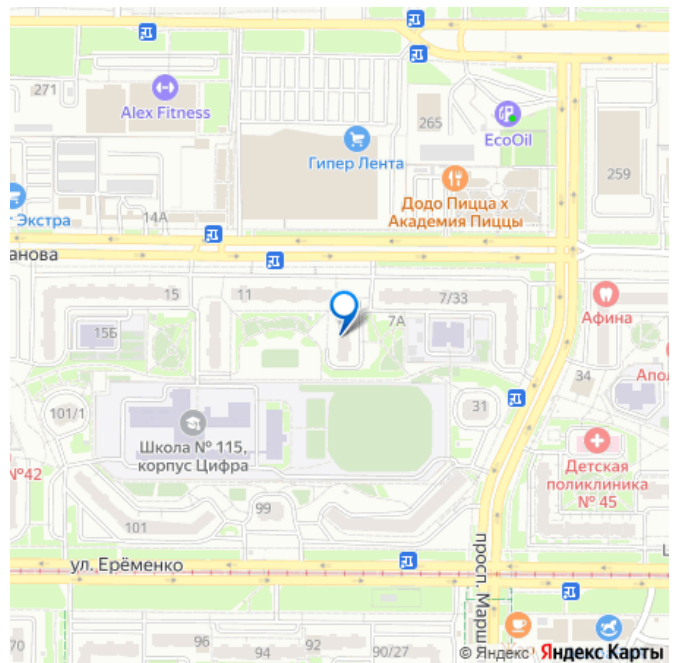 271
Alex Fitness
265
EcoOil
Гипер Лента
259
Додо Пицца х
Академия Пиццы
Экстра
14А
анова
15
11
7/33
7А
Афина
15Б
34
Апол
101/1
31
Школа № 115,
корпус Цифра
№42
Детская
поликлиника
№ 45
99
101
просп. Марш
ул. Ерёменко
70
96
94
92
90/27
© Яндекс
Яндекс Карты